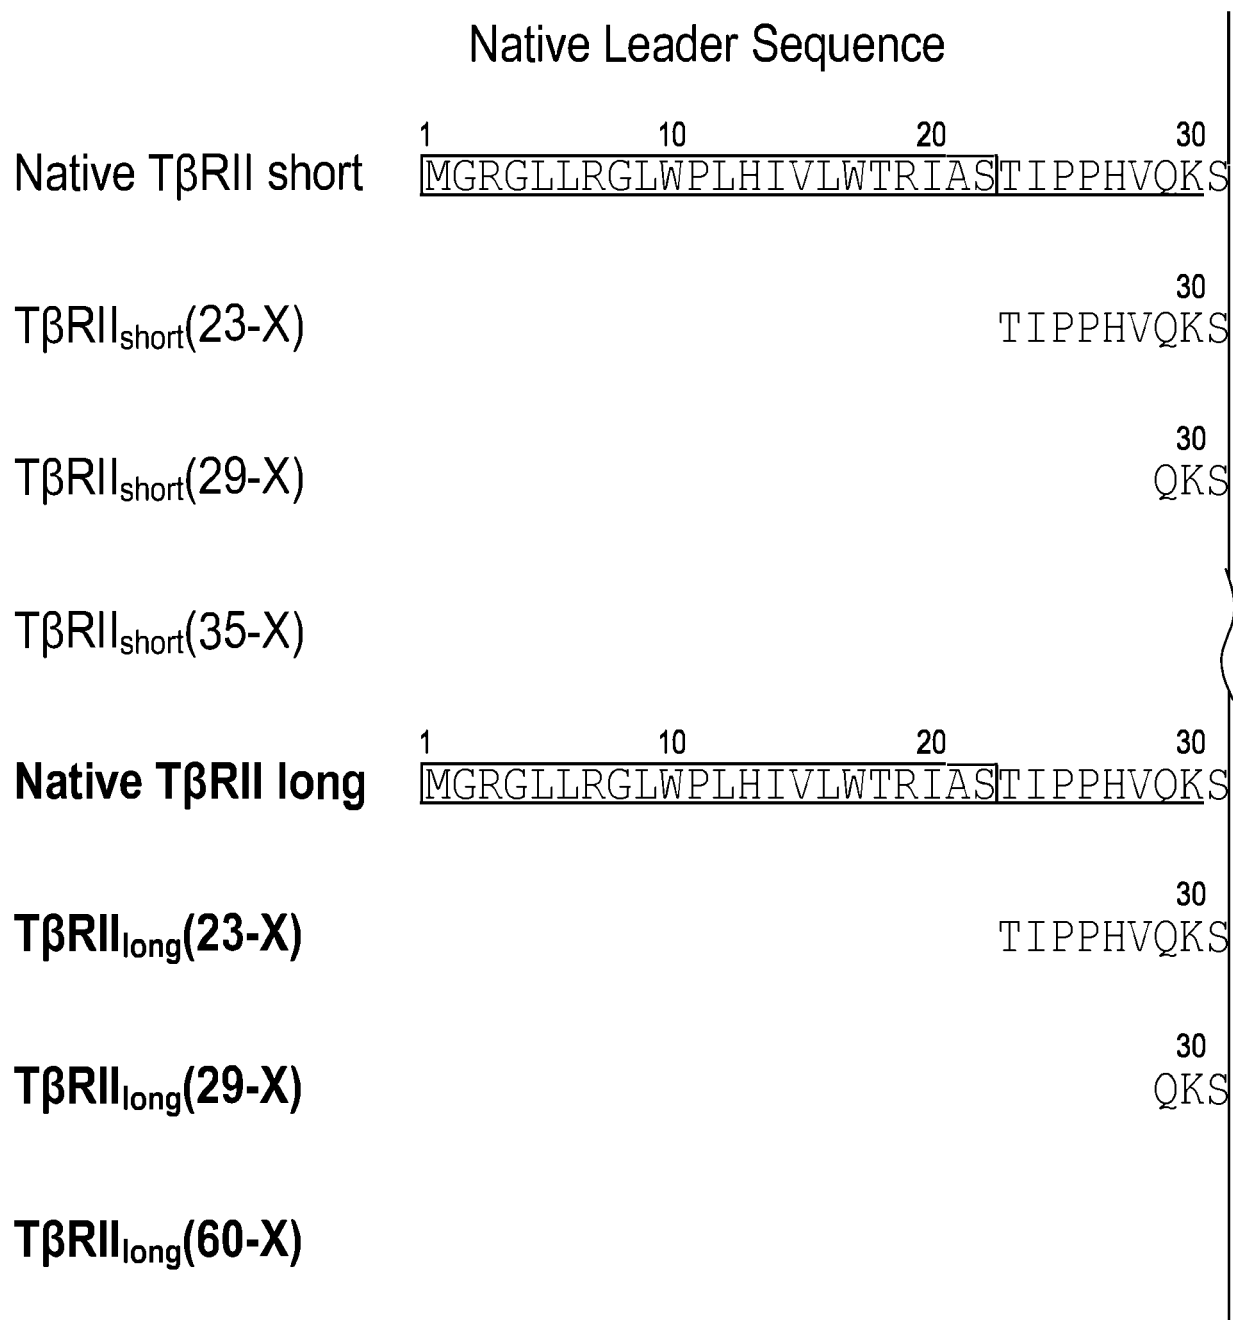 Native Leader Sequence
1 10 20 30
Native TβRII short MGRGLLRGLWPLHIVLWTRIASTIPPHVQKS
30
TβRIIshort(23-X) TIPPHVQKS
30
TβRIIshort(29-X) QKS
TβRIIshort(35-X)
1 10 20 30
Native TβRII long MGRGLLRGLWPLHIVLWTRIASTIPPHVQKS
30
TβRIIlong(23-X) TIPPHVQKS
30
TβRIIlong(29-X) QKS
TβRIIlong(60-X)